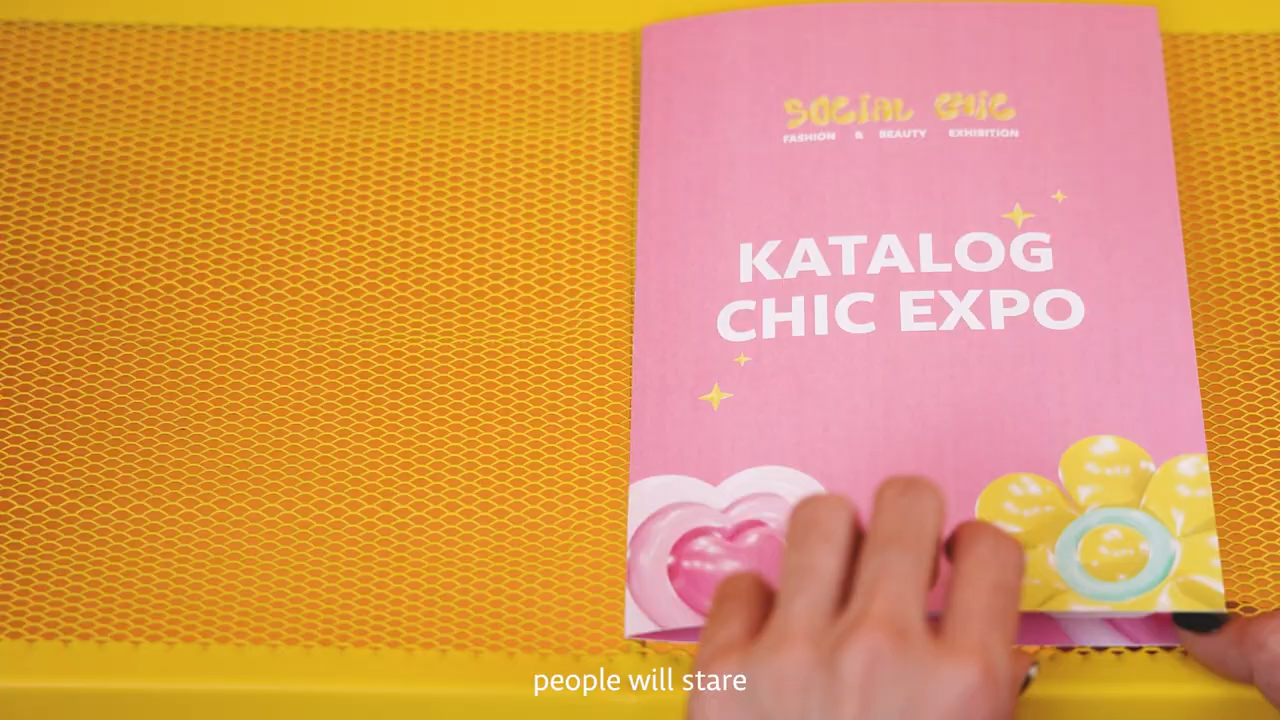 SOCIAL CHIC
FASHION & BEAUTY EXHIBITION
KATALOG
CHIC EXPO
people will stare